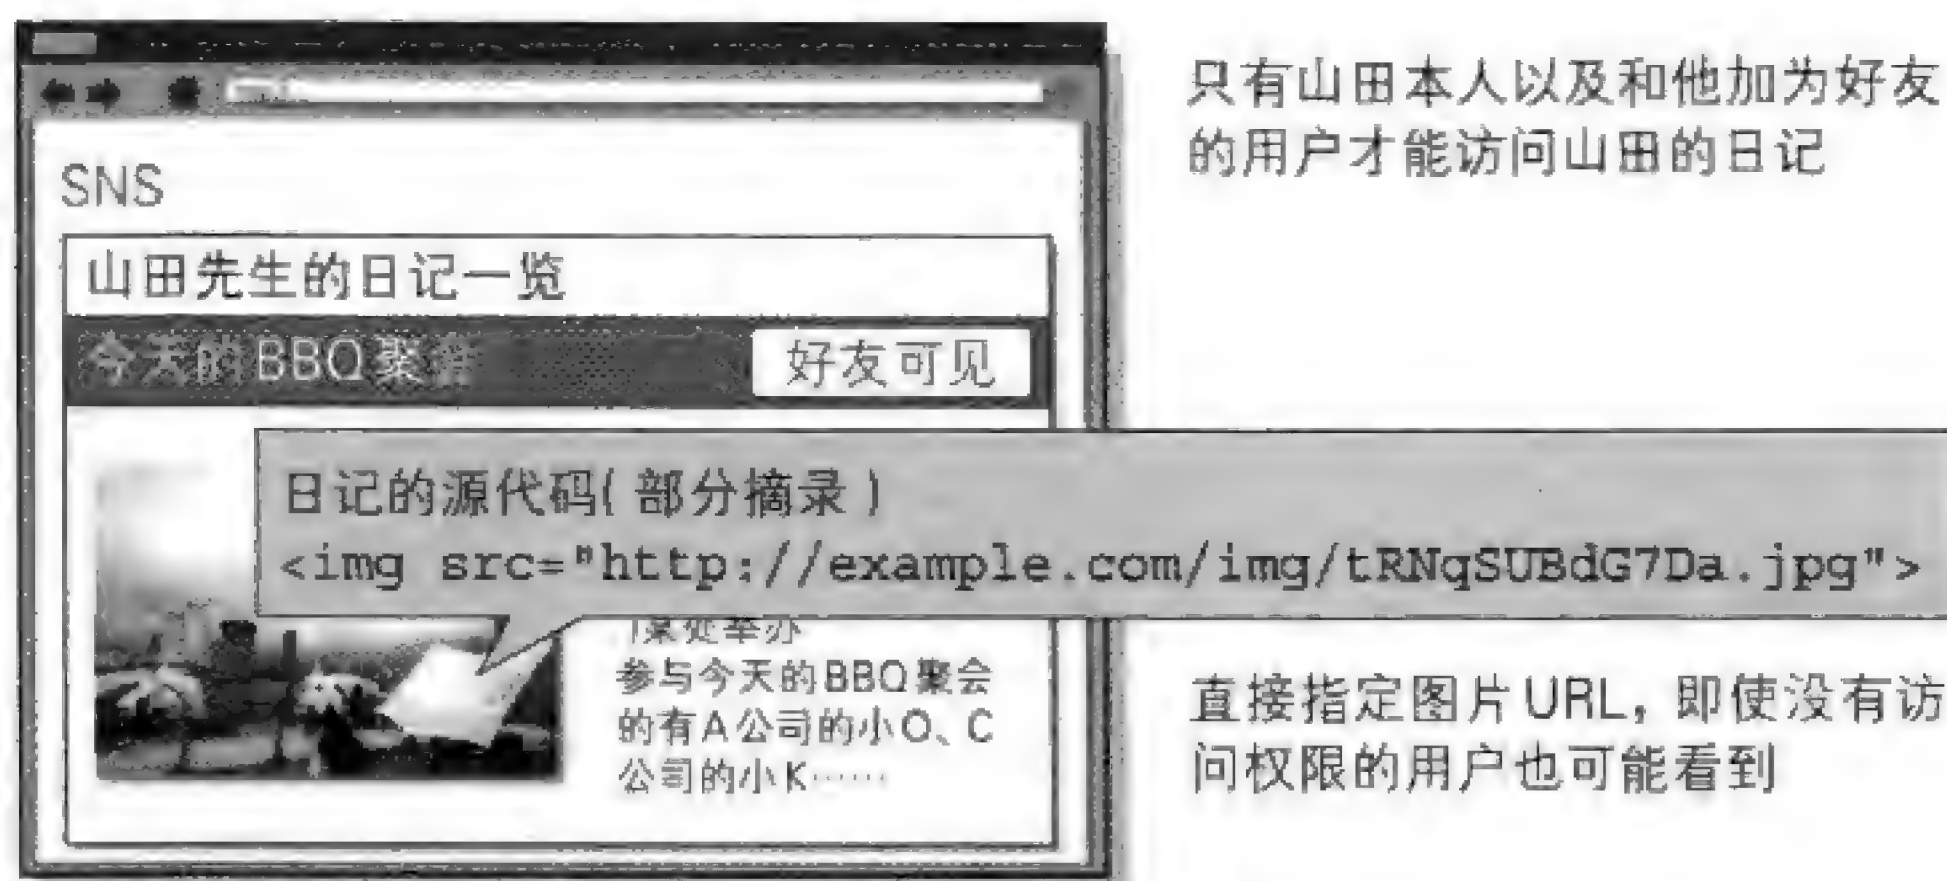 只有山田本人以及和他加为好友
的用户才能访问山田的日记
SNS
山田先生的日记一览
今天的BBQ聚会
好友可见
日记的源代码(部分摘录)
<img src="http://example.com/img/tRNqSUBdG7Da.jpg">
某处举办
参与今天的BBQ聚会
的有A公司的小O、C
公司的小K……
直接指定图片URL，即使没有访
问权限的用户也可能看到